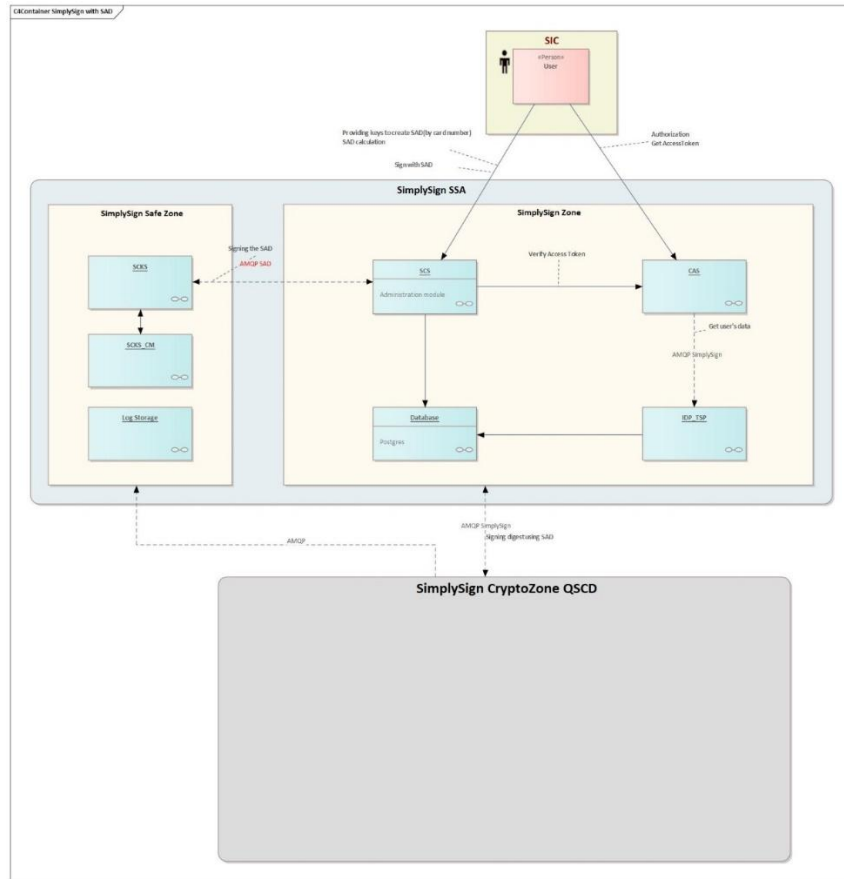 C4Container SimplySign with SAD
SIC
«Person»
User
Providing keys to create SAD(by card number)
SAD calculation
Sign with SAD
Authorization
Get AccessToken
SimplySign SSA
SimplySign Safe Zone
SimplySign Zone
Signing the SAD
AMQP SAD
SCKS
SCS
Administration module
Verify Access Token
CAS
SCKS_CM
Get user's data
AMQP SimplySign
Log Storage
Database
Postgres
IDP_TSP
AMQP
AMQP SimplySign
Signing digest using SAD
SimplySign CryptoZone QSCD